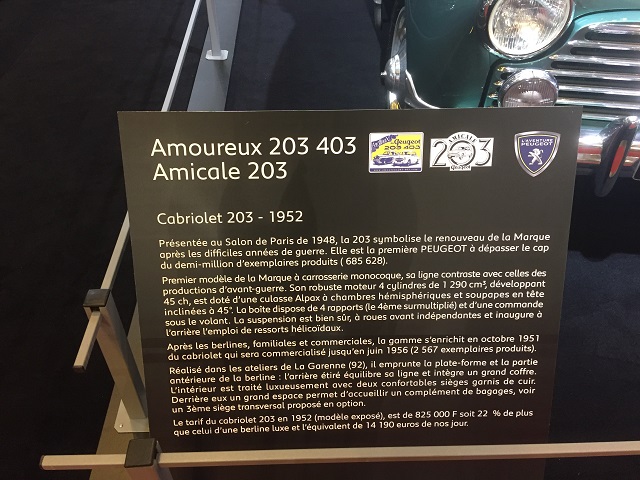 Amoureux 203 403
Amicale 203
Peugeot
203 403
AMICALE
203
Peugeot
L'AVENTURE
PEUGEOT
Cabriolet 203 - 1952
Présentée au Salon de Paris de 1948, la 203 symbolise le renouveau de la Marque
après les difficiles années de guerre. Elle est la première PEUGEOT à dépasser le cap
du demi-million d'exemplaires produits ( 685 628).
Premier modèle de la Marque à carrosserie monocoque, sa ligne contraste avec celles des
productions d'avant-guerre. Son robuste moteur 4 cylindres de 1 290 cm³, développant
45 ch, est doté d'une culasse Alpax à chambres hémisphériques et soupapes en tête
inclinées à 45°. La boîte dispose de 4 rapports (le 4ème surmultiplié) et d'une commande
sous le volant. La suspension est bien sûr, à roues avant indépendantes et inaugure à
l'arrière l'emploi de ressorts hélicoïdaux.
Après les berlines, familiales et commerciales, la gamme s'enrichit en octobre 1951
du cabriolet qui sera commercialisé jusqu'en juin 1956 (2 567 exemplaires produits).
Réalisé dans les ateliers de La Garenne (92), il emprunte la plate-forme et la partie
antérieure de la berline : l'arrière étiré équilibre sa ligne et intègre un grand coffre.
L'intérieur est traité luxueusement avec deux confortables sièges garnis de cuir.
Derrière eux un grand espace permet d'accueillir un complément de bagages, voir
un 3ème siège transversal proposé en option.
Le tarif du cabriolet 203 en 1952 (modèle exposé), est de 825 000 F soit 22 % de plus
que celui d'une berline luxe et l'équivalent de 14 190 euros de nos jour.